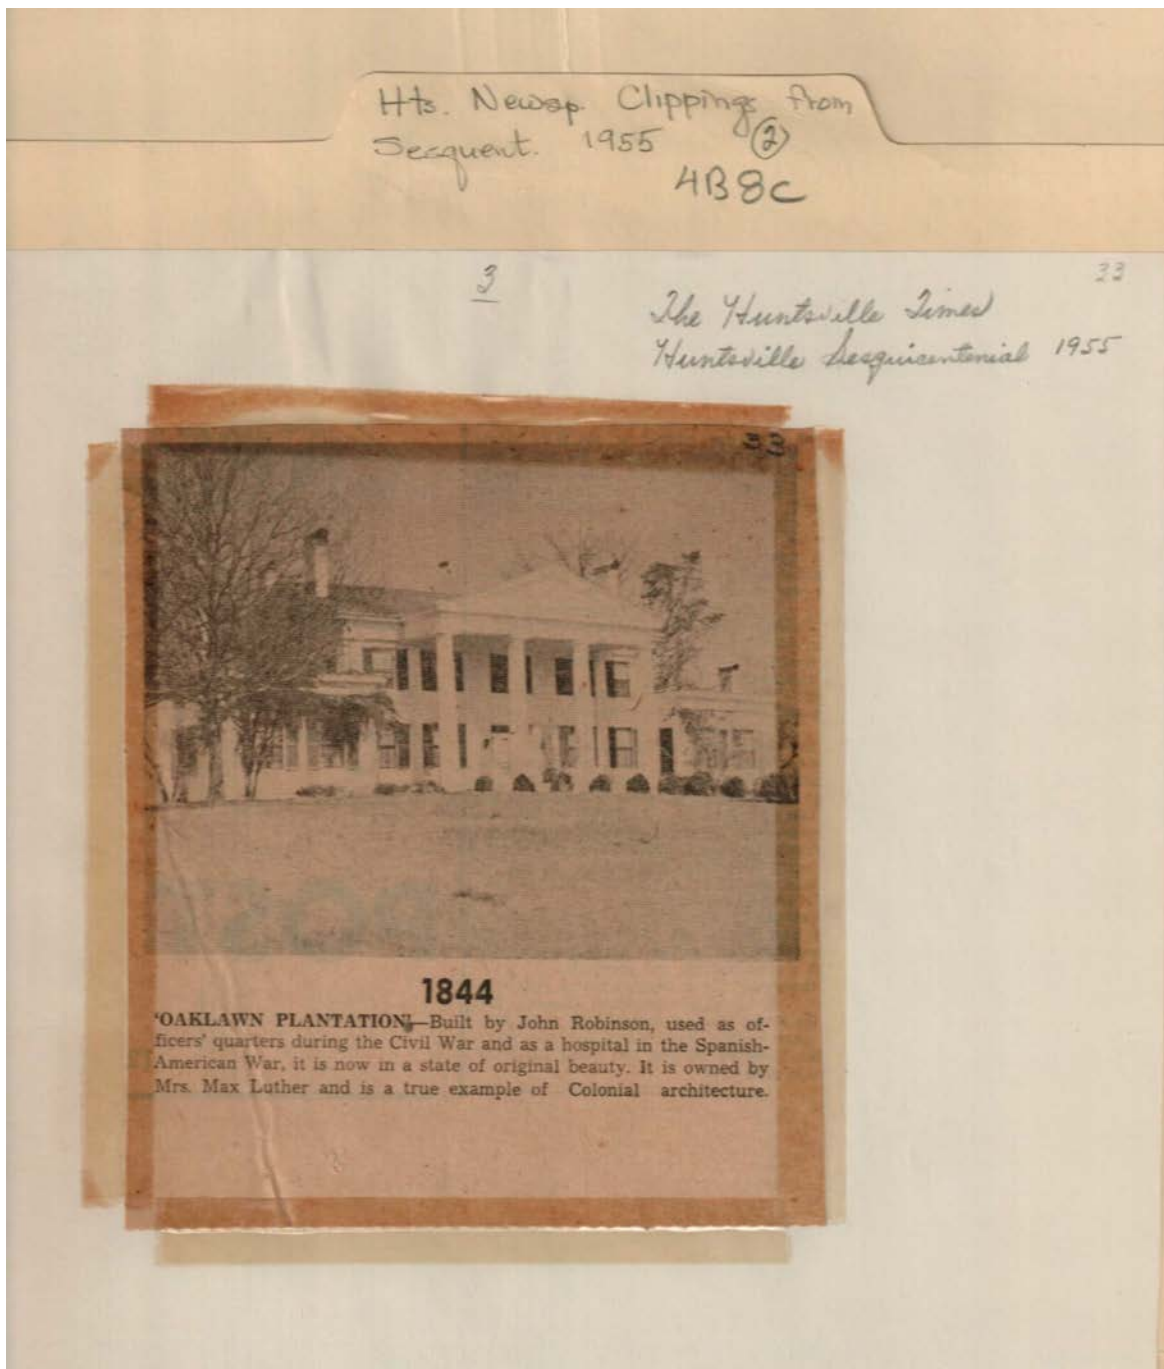 Hts. Newsp. Clippings from
Sesquent. 1955 2
4B8C
3
33
The Huntsville Times
Huntsville Sesquicentenial 1955
33
1844
'OAKLAWN PLANTATION'—Built by John Robinson, used as of-
ficers' quarters during the Civil War and as a hospital in the Spanish-
American War, it is now in a state of original beauty. It is owned by
Mrs. Max Luther and is a true example of Colonial architecture.